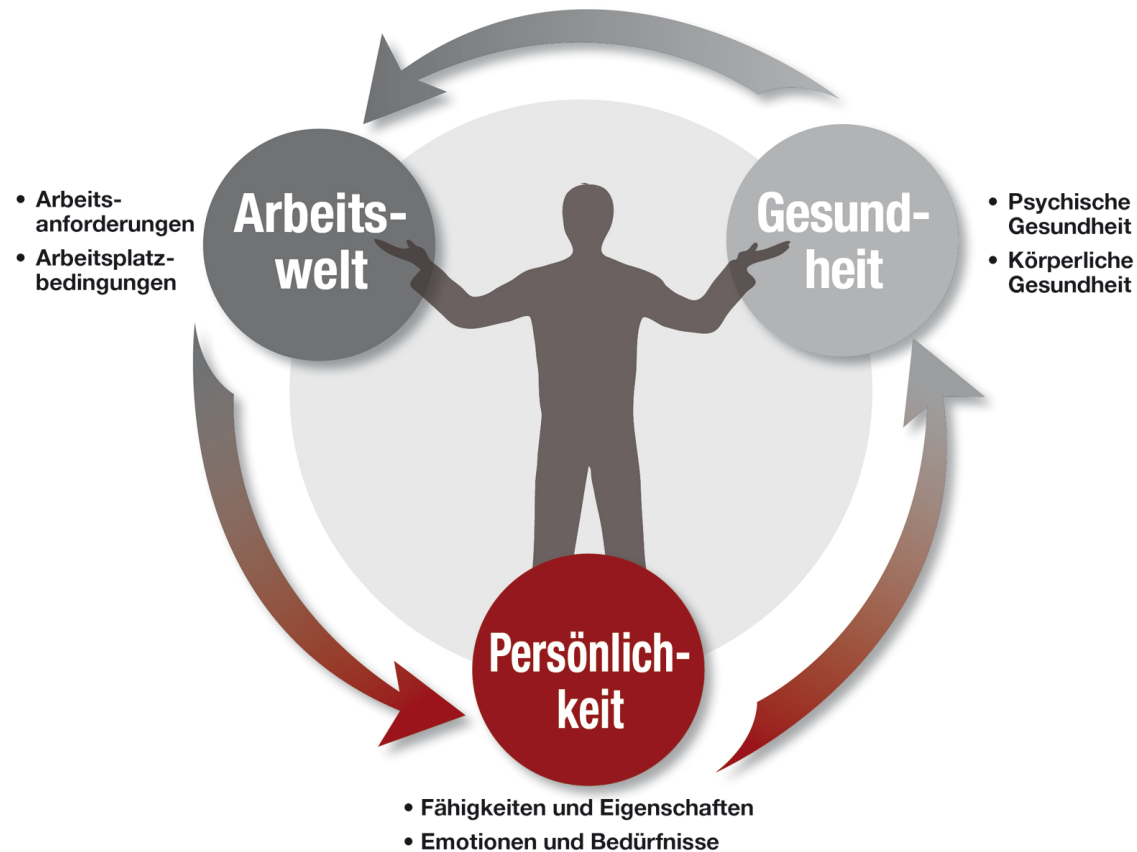 Arbeits-
welt
• Arbeits-
anforderungen
• Arbeitsplatz-
bedingungen
Gesund-
heit
• Psychische
Gesundheit
• Körperliche
Gesundheit
Persönlich-
keit
• Fähigkeiten und Eigenschaften
• Emotionen und Bedürfnisse